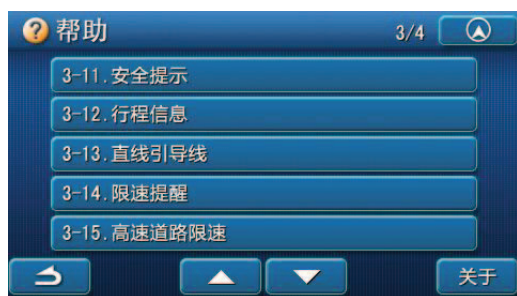 帮助 3/4
3-11.安全提示
3-12.行程信息
3-13.直线引导线
3-14.限速提醒
3-15.高速道路限速
关于